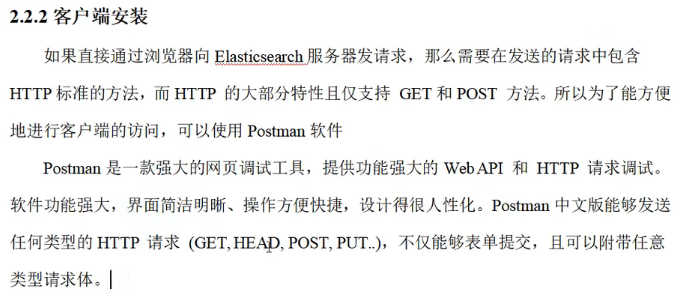 2.2.2 客户端安装
如果直接通过浏览器向 Elasticsearch 服务器发请求，那么需要在发送的请求中包含
HTTP 标准的方法，而 HTTP 的大部分特性且仅支持 GET 和 POST 方法。所以为了能方便
地进行客户端的访问，可以使用 Postman 软件
Postman 是一款强大的网页调试工具，提供功能强大的 Web API 和 HTTP 请求调试。
软件功能强大，界面简洁明晰、操作方便快捷，设计得很人性化。Postman 中文版能够发送
任何类型的 HTTP 请求 (GET, HEAD, POST, PUT..)，不仅能够表单提交，且可以附带任意
类型请求体。